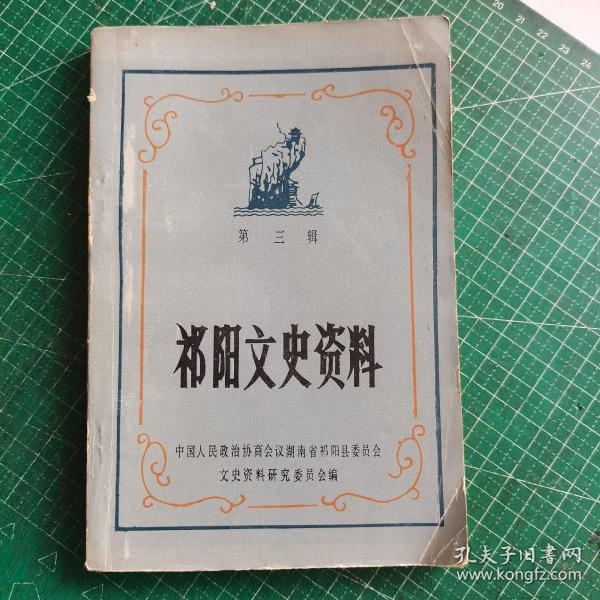 第三辑
祁阳文史资料
中国人民政治协商会议湖南省祁阳县委员会
文史资料研究委员会编
孔夫子旧书网
www.kongfz.com